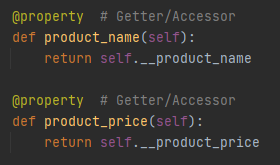 @property  # Getter/Accessor
def product_name(self):
    return self.__product_name
@property  # Getter/Accessor
def product_price(self):
    return self.__product_price